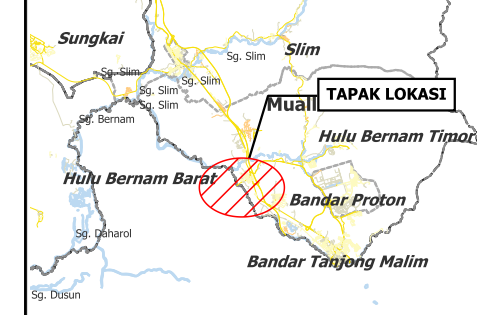 Sungkai
Slim
Sg. Slim
Sg. Slim
Sg. Slim
Sg. Slim
Sg. Slim
TAPAK LOKASI
Sg. Bernam
Hulu Bernam Timor
Hulu Bernam Barat
Bandar Proton
Sg. Daharol
Bandar Tanjong Malim
Sg. Dusun